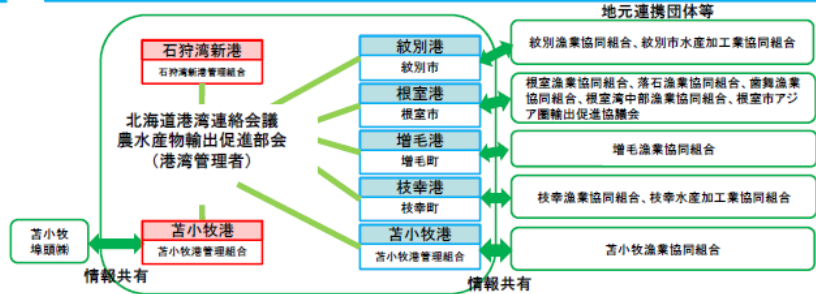 地元連携団体等
石狩湾新港
石狩湾新港管理組合
北海道港湾連絡会議
農水産物輸出促進部会
（港湾管理者）
苫小牧港
苫小牧港管理組合
苫小牧
埠頭㈱
情報共有
紋別港
紋別市
根室港
根室市
増毛港
増毛町
枝幸港
枝幸町
苫小牧港
苫小牧港管理組合
情報共有
紋別漁業協同組合、紋別市水産加工業協同組合
根室漁業協同組合、落石漁業協同組合、歯舞漁業
協同組合、根室湾中部漁業協同組合、根室市アジ
ア圏輸出促進協議会
増毛漁業協同組合
枝幸漁業協同組合、枝幸水産加工業協同組合
苫小牧漁業協同組合